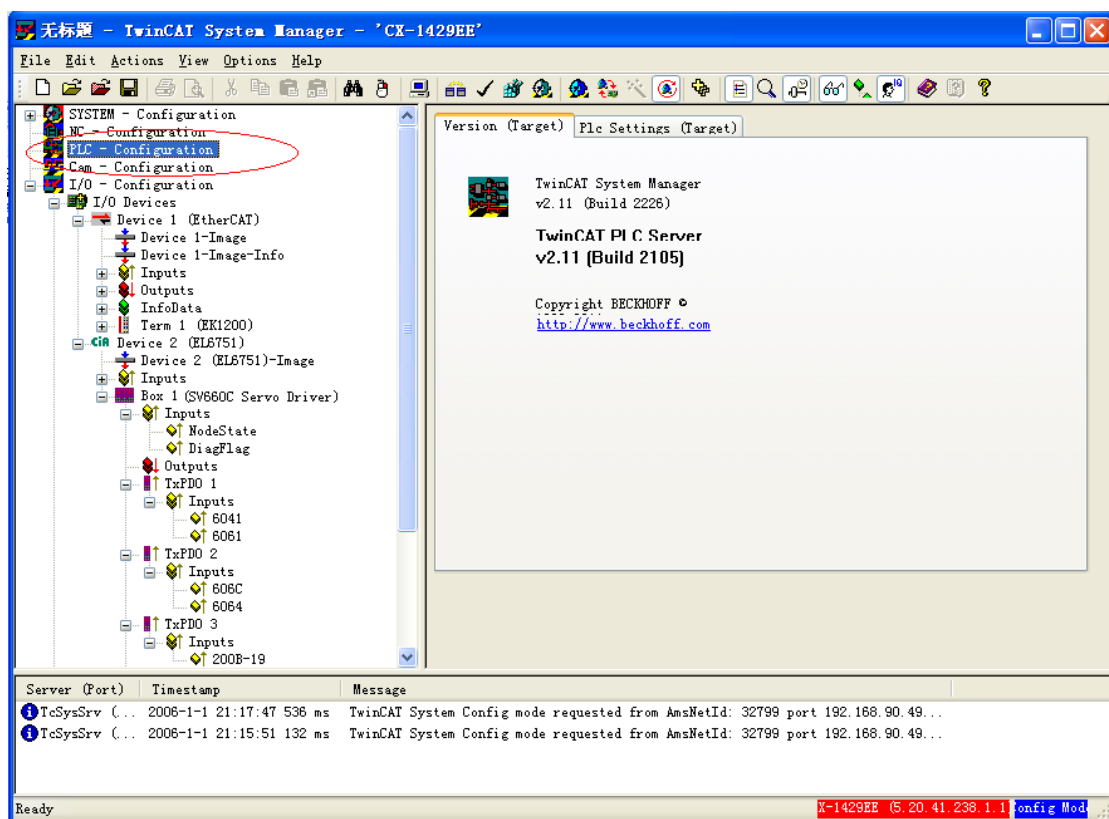 无标题 - TwinCAT System Manager - 'CX-1429EE'
File Edit Actions View Options Help
SYSTEM - Configuration
NC - Configuration
PLC - Configuration
Cam - Configuration
I/O - Configuration
I/O Devices
Device 1 (EtherCAT)
Device 1-Image
Device 1-Image-Info
Inputs
Outputs
InfoData
Term 1 (EK1200)
CiA Device 2 (EL6751)
Device 2 (EL6751)-Image
Inputs
Box 1 (SV660C Servo Driver)
Inputs
NodeState
DiagFlag
Outputs
TxPDO 1
Inputs
6041
6061
TxPDO 2
Inputs
606C
6064
TxPDO 3
Inputs
200B-19
Version (Target) Plc Settings (Target)
TwinCAT System Manager
v2.11 (Build 2226)
TwinCAT PLC Server
v2.11 (Build 2105)
Copyright BECKHOFF ©
http://www.beckhoff.com
Server (Port) Timestamp Message
TcSysSrv (... 2006-1-1 21:17:47 536 ms TwinCAT System Config mode requested from AmsNetId: 32799 port 192.168.90.49...
TcSysSrv (... 2006-1-1 21:15:51 132 ms TwinCAT System Config mode requested from AmsNetId: 32799 port 192.168.90.49...
Ready X-1429EE (5.20.41.238.1.1 onfig Mod